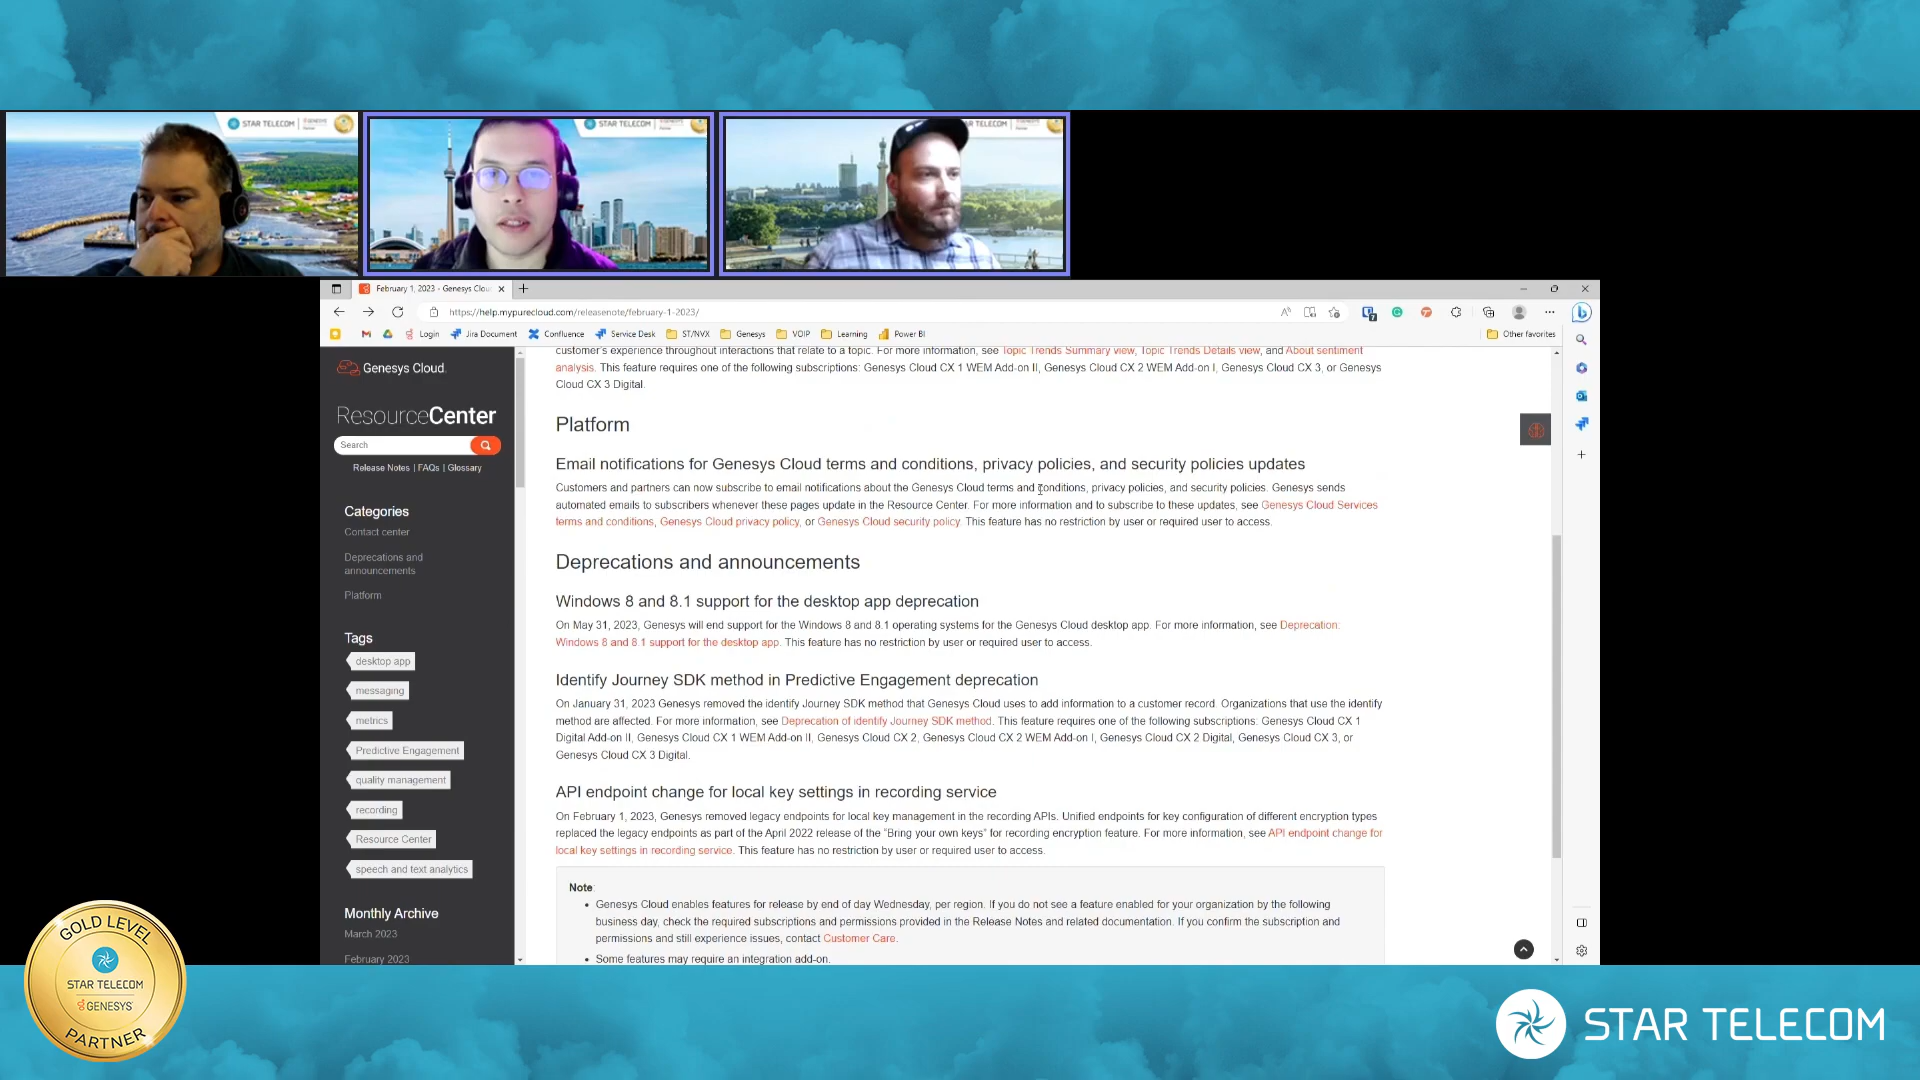 STAR TELECOM
GENESYS
STAR TELECOM
TELECOM
February 1, 2023 - Genesys Clou
https://help.mypurecloud.com/releasenote/february-1-2023/
Login
Jira Document
Confluence
Service Desk
ST/NVX
Genesys
VOIP
Learning
Power BI
Other favorites
Genesys Cloud.
ResourceCenter
Search
Release Notes | FAQs | Glossary
Categories
Contact center
Deprecations and
announcements
Platform
Tags
desktop app
messaging
metrics
Predictive Engagement
quality management
recording
Resource Center
speech and text analytics
Monthly Archive
March 2023
February 2023
customer's experience throughout interactions that relate to a topic. For more information, see Topic Trends Summary view, Topic Trends Details view, and About sentiment
analysis. This feature requires one of the following subscriptions: Genesys Cloud CX 1 WEM Add-on II, Genesys Cloud CX 2 WEM Add-on I, Genesys Cloud CX 3, or Genesys
Cloud CX 3 Digital.
Platform
Email notifications for Genesys Cloud terms and conditions, privacy policies, and security policies updates
Customers and partners can now subscribe to email notifications about the Genesys Cloud terms and conditions, privacy policies, and security policies. Genesys sends
automated emails to subscribers whenever these pages update in the Resource Center. For more information and to subscribe to these updates, see Genesys Cloud Services
terms and conditions, Genesys Cloud privacy policy, or Genesys Cloud security policy. This feature has no restriction by user or required user to access.
Deprecations and announcements
Windows 8 and 8.1 support for the desktop app deprecation
On May 31, 2023, Genesys will end support for the Windows 8 and 8.1 operating systems for the Genesys Cloud desktop app. For more information, see Deprecation:
Windows 8 and 8.1 support for the desktop app. This feature has no restriction by user or required user to access.
Identify Journey SDK method in Predictive Engagement deprecation
On January 31, 2023 Genesys removed the identify Journey SDK method that Genesys Cloud uses to add information to a customer record. Organizations that use the identify
method are affected. For more information, see Deprecation of identify Journey SDK method. This feature requires one of the following subscriptions: Genesys Cloud CX 1
Digital Add-on II, Genesys Cloud CX 1 WEM Add-on II, Genesys Cloud CX 2, Genesys Cloud CX 2 WEM Add-on I, Genesys Cloud CX 2 Digital, Genesys Cloud CX 3, or
Genesys Cloud CX 3 Digital.
API endpoint change for local key settings in recording service
On February 1, 2023, Genesys removed legacy endpoints for local key management in the recording APIs. Unified endpoints for key configuration of different encryption types
replaced the legacy endpoints as part of the April 2022 release of the "Bring your own keys" for recording encryption feature. For more information, see API endpoint change for
local key settings in recording service. This feature has no restriction by user or required user to access.
Note:
• Genesys Cloud enables features for release by end of day Wednesday, per region. If you do not see a feature enabled for your organization by the following
business day, check the required subscriptions and permissions provided in the Release Notes and related documentation. If you confirm the subscription and
permissions and still experience issues, contact Customer Care.
• Some features may require an integration add-on.
GOLD LEVEL
STAR TELECOM
GENESYS
PARTNER
STAR TELECOM